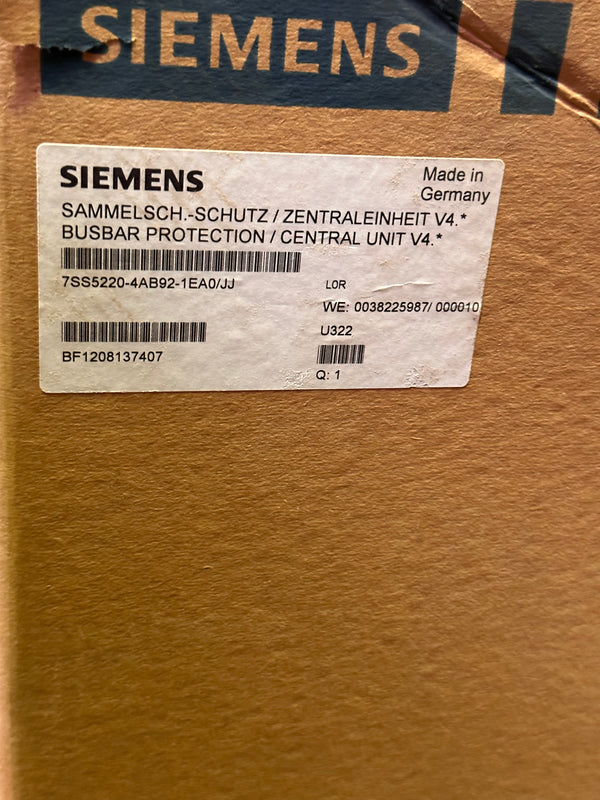 SIEMENS
SIEMENS
Made in
Germany
SAMMELSCH.-SCHUTZ / ZENTRALEINHEIT V4.*
BUSBAR PROTECTION / CENTRAL UNIT V4.*
7SS5220-4AB92-1EA0/JJ
LOR
WE: 0038225987/ 000010
U322
BF1208137407
Q: 1